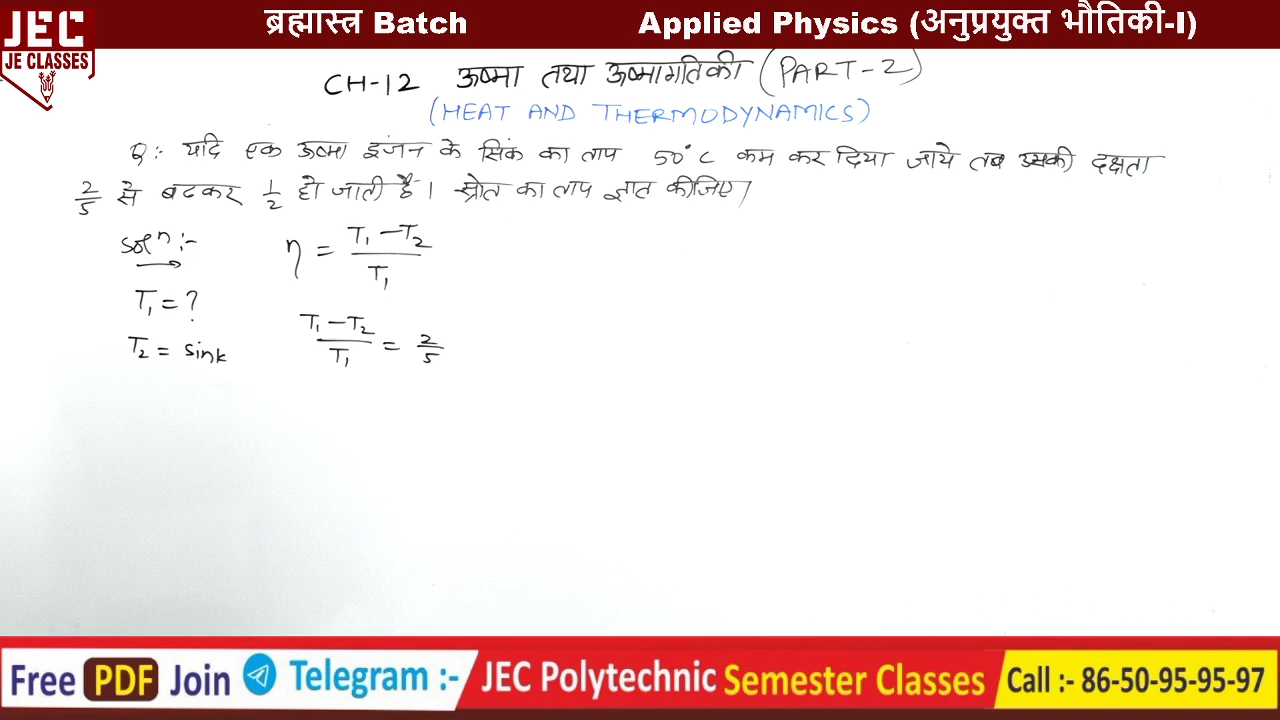 JEC
JE CLASSES
ब्रह्मास्त्र Batch
Applied Physics (अनुप्रयुक्त भौतिकी-I)
CH-12 ऊष्मा तथा ऊष्मागतिकी (PART-2)
(HEAT AND THERMODYNAMICS)
Q:- यदि एक ऊष्मा इंजन के सिंक का ताप 50°C कम कर दिया जाये तब उसकी दक्षता
2/5 से बढकर 1/2 हो जाती है। स्रोत का ताप ज्ञात कीजिए।
Solⁿ:-
η = (T₁ - T₂)/T₁
T₁ = ?
(T₁ - T₂)/T₁ = 2/5
T₂ = sink
Free PDF Join Telegram :- JEC Polytechnic Semester Classes Call :- 86-50-95-95-97